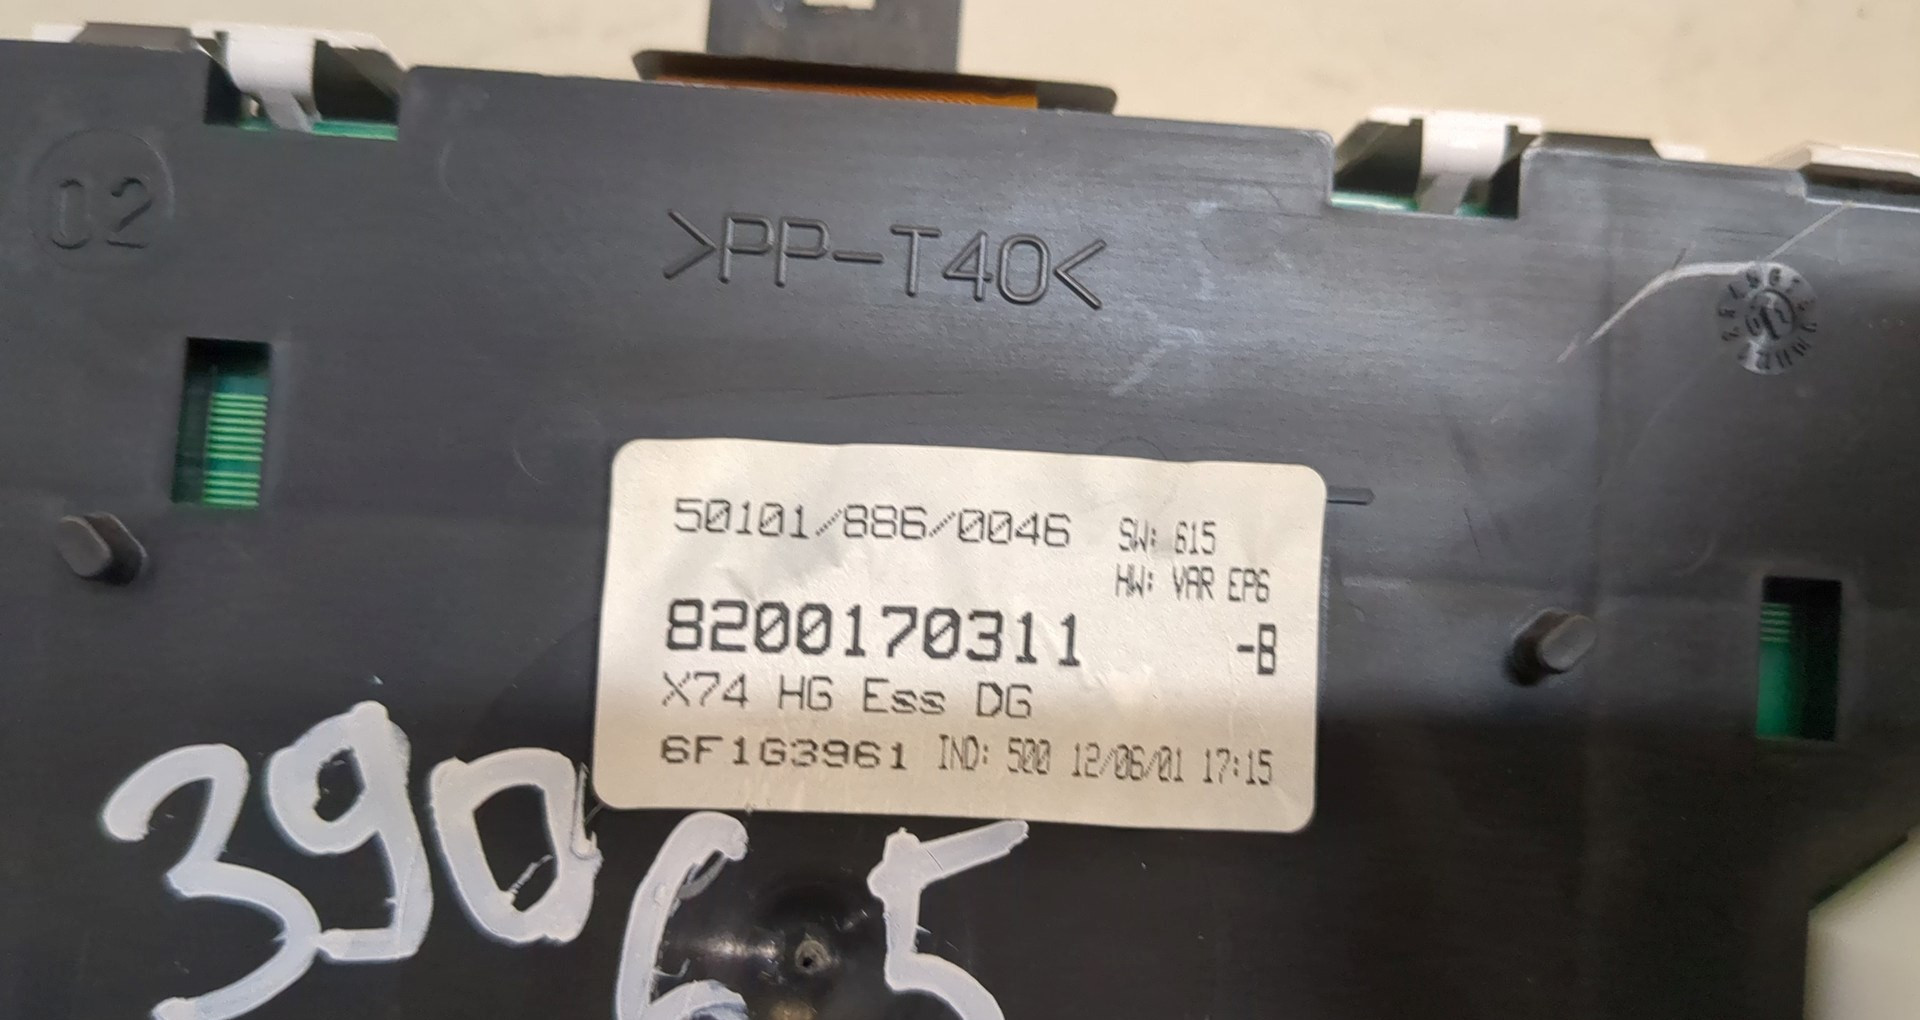 02
>PP-T40<
50101/886/0046 SW: 615
HW: VAR EPG
8200170311 -B
X74 HG Ess DG
6F1G3961 IND: 500 12/06/01 17:15
39065